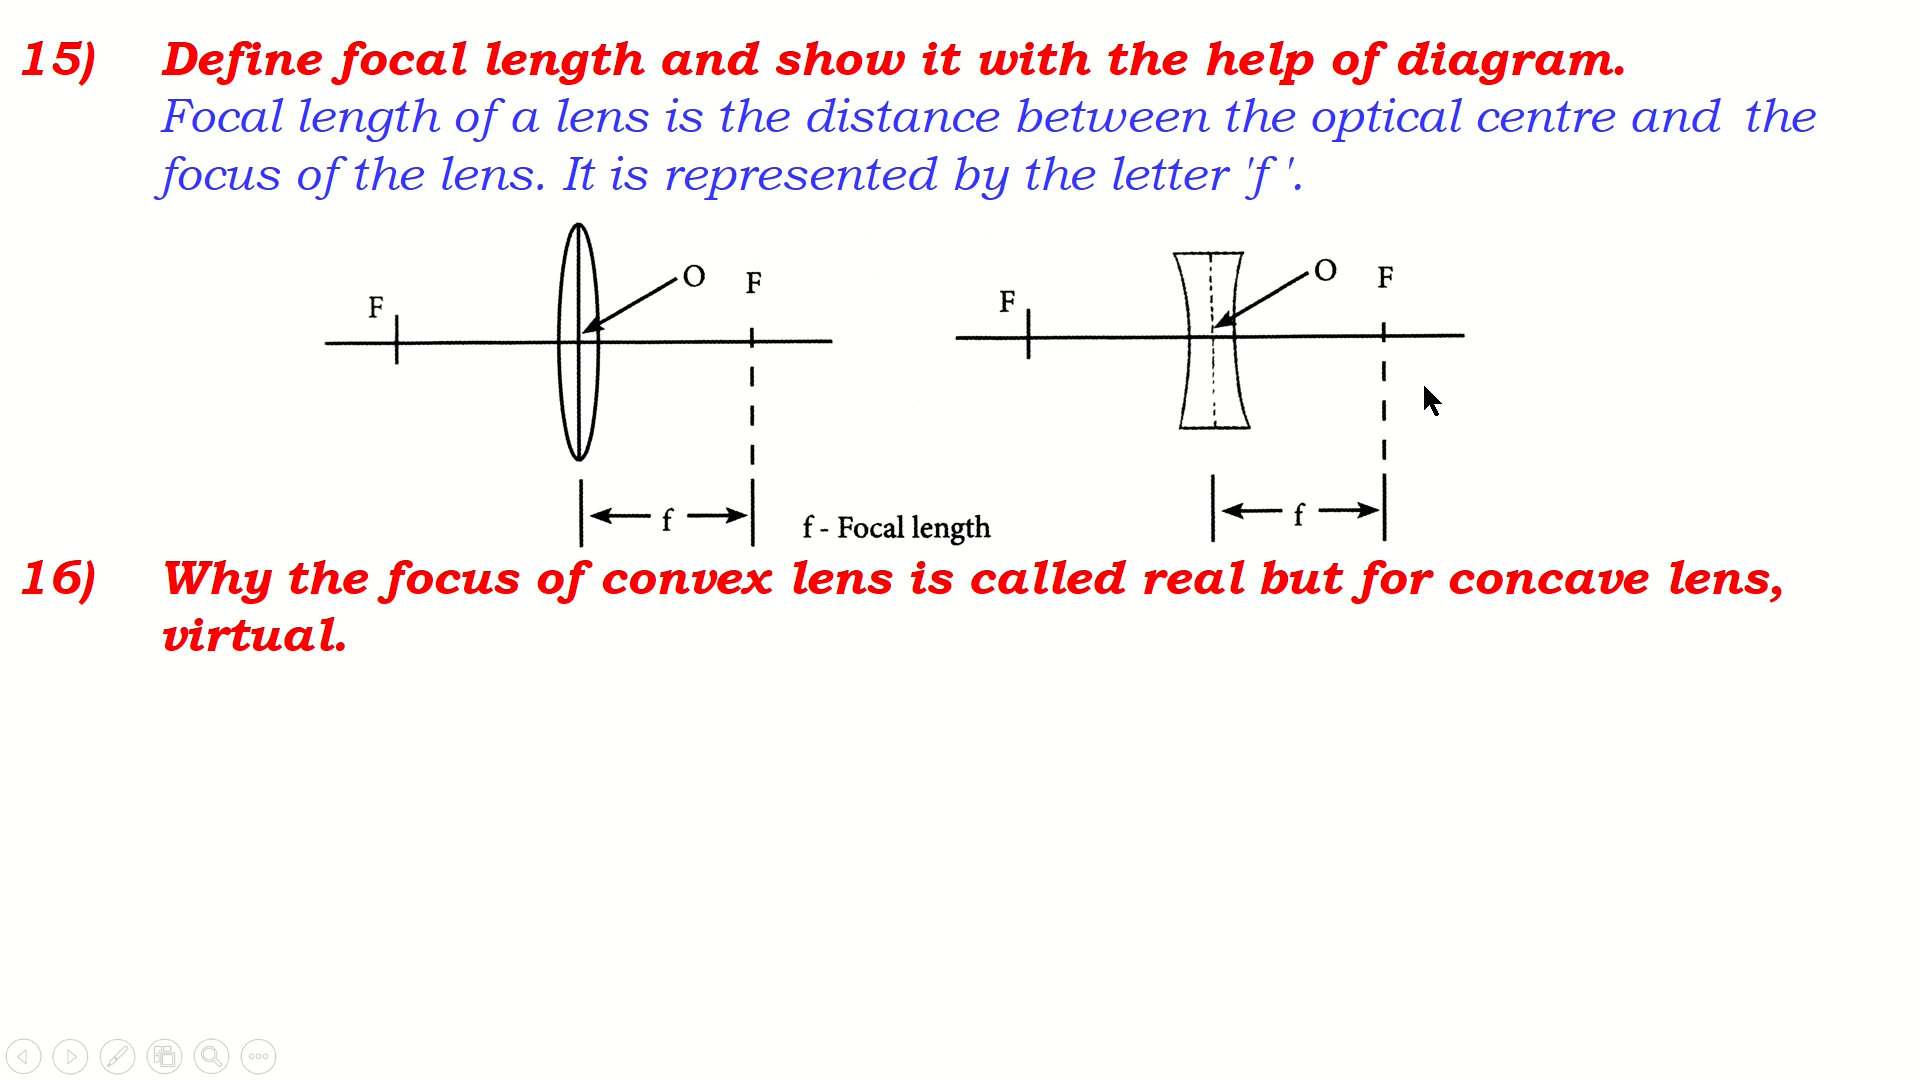 15) Define focal length and show it with the help of diagram.
Focal length of a lens is the distance between the optical centre and the
focus of the lens. It is represented by the letter 'f '.
F O F
F O F
f f - Focal length f
16) Why the focus of convex lens is called real but for concave lens,
virtual.